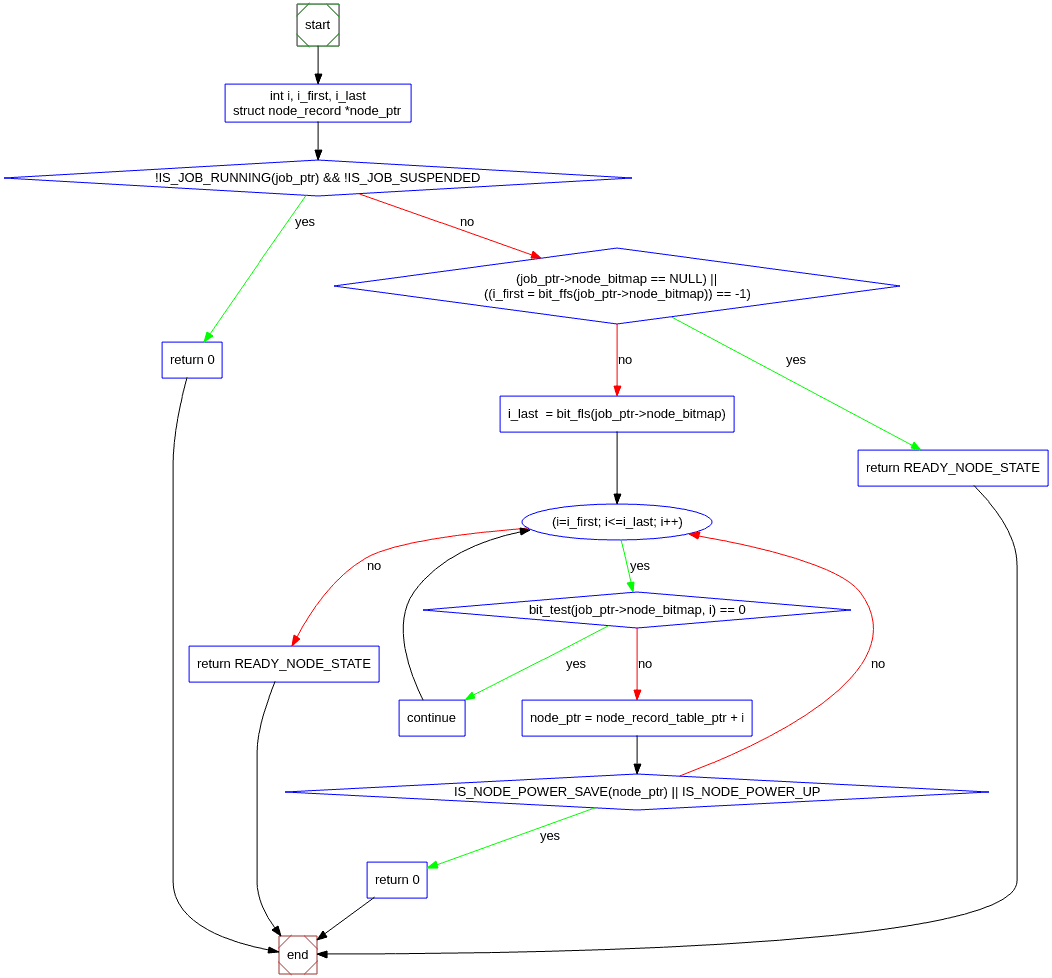 start
int i, i_first, i_last
struct node_record *node_ptr
!IS_JOB_RUNNING(job_ptr) && !IS_JOB_SUSPENDED
yes
no
(job_ptr->node_bitmap == NULL) ||
((i_first = bit_ffs(job_ptr->node_bitmap)) == -1)
return 0
no
yes
i_last  = bit_fls(job_ptr->node_bitmap)
return READY_NODE_STATE
(i=i_first; i<=i_last; i++)
no
yes
bit_test(job_ptr->node_bitmap, i) == 0
return READY_NODE_STATE
yes
no
no
continue
node_ptr = node_record_table_ptr + i
IS_NODE_POWER_SAVE(node_ptr) || IS_NODE_POWER_UP
yes
return 0
end